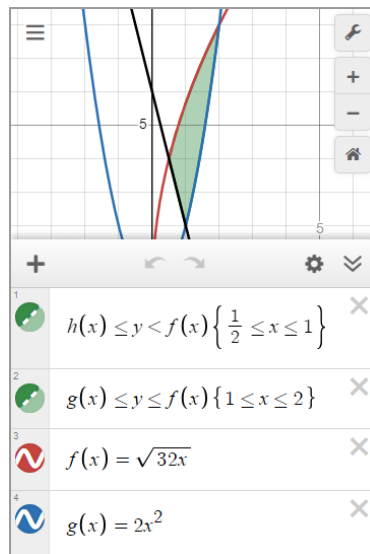 5
5
1
h(x) ≤ y < f(x) { 1/2 ≤ x ≤ 1 }
2
g(x) ≤ y ≤ f(x) {1 ≤ x ≤ 2}
3
f(x) = √32x
4
g(x) = 2x²